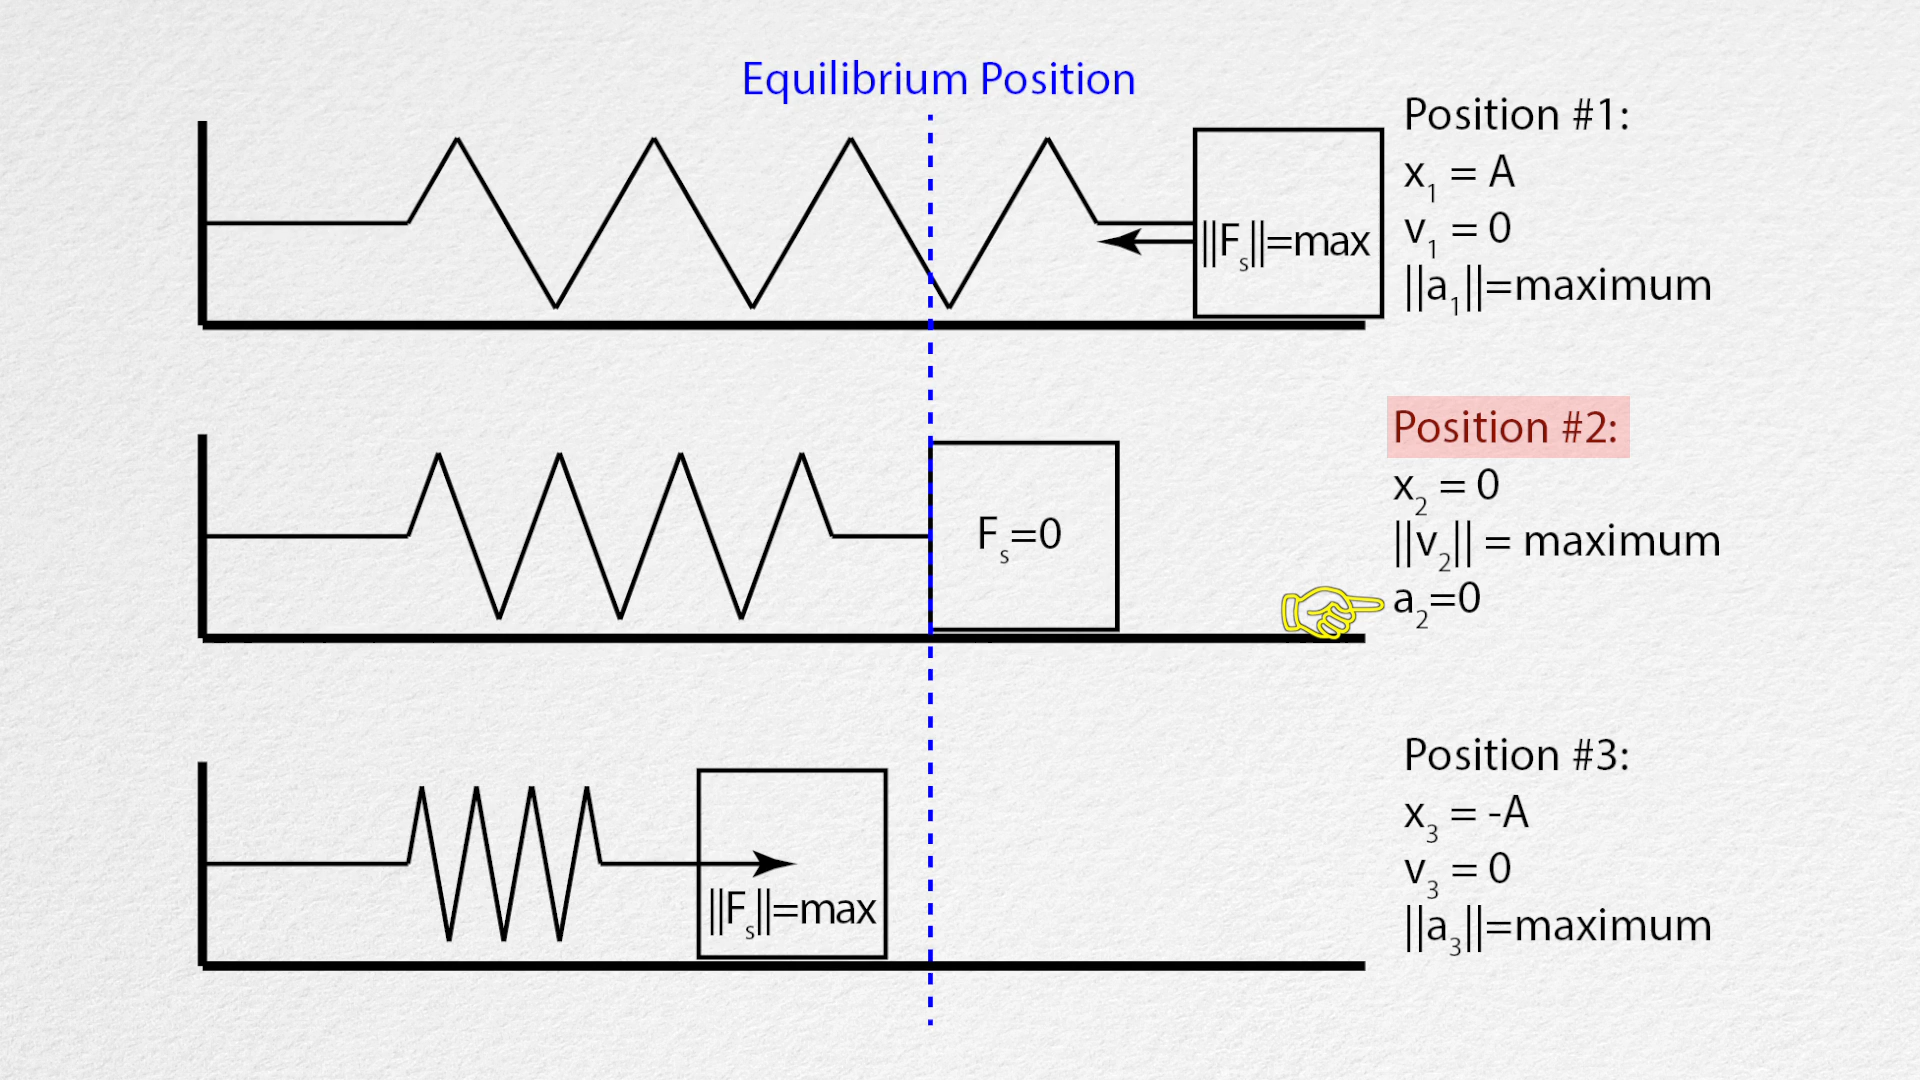 Equilibrium Position
Position #1:
x₁ = A
v₁ = 0
||a₁||=maximum
||Fₛ||=max
Position #2:
x₂ = 0
||v₂|| = maximum
a₂=0
Fₛ=0
Position #3:
x₃ = -A
v₃ = 0
||a₃||=maximum
||Fₛ||=max